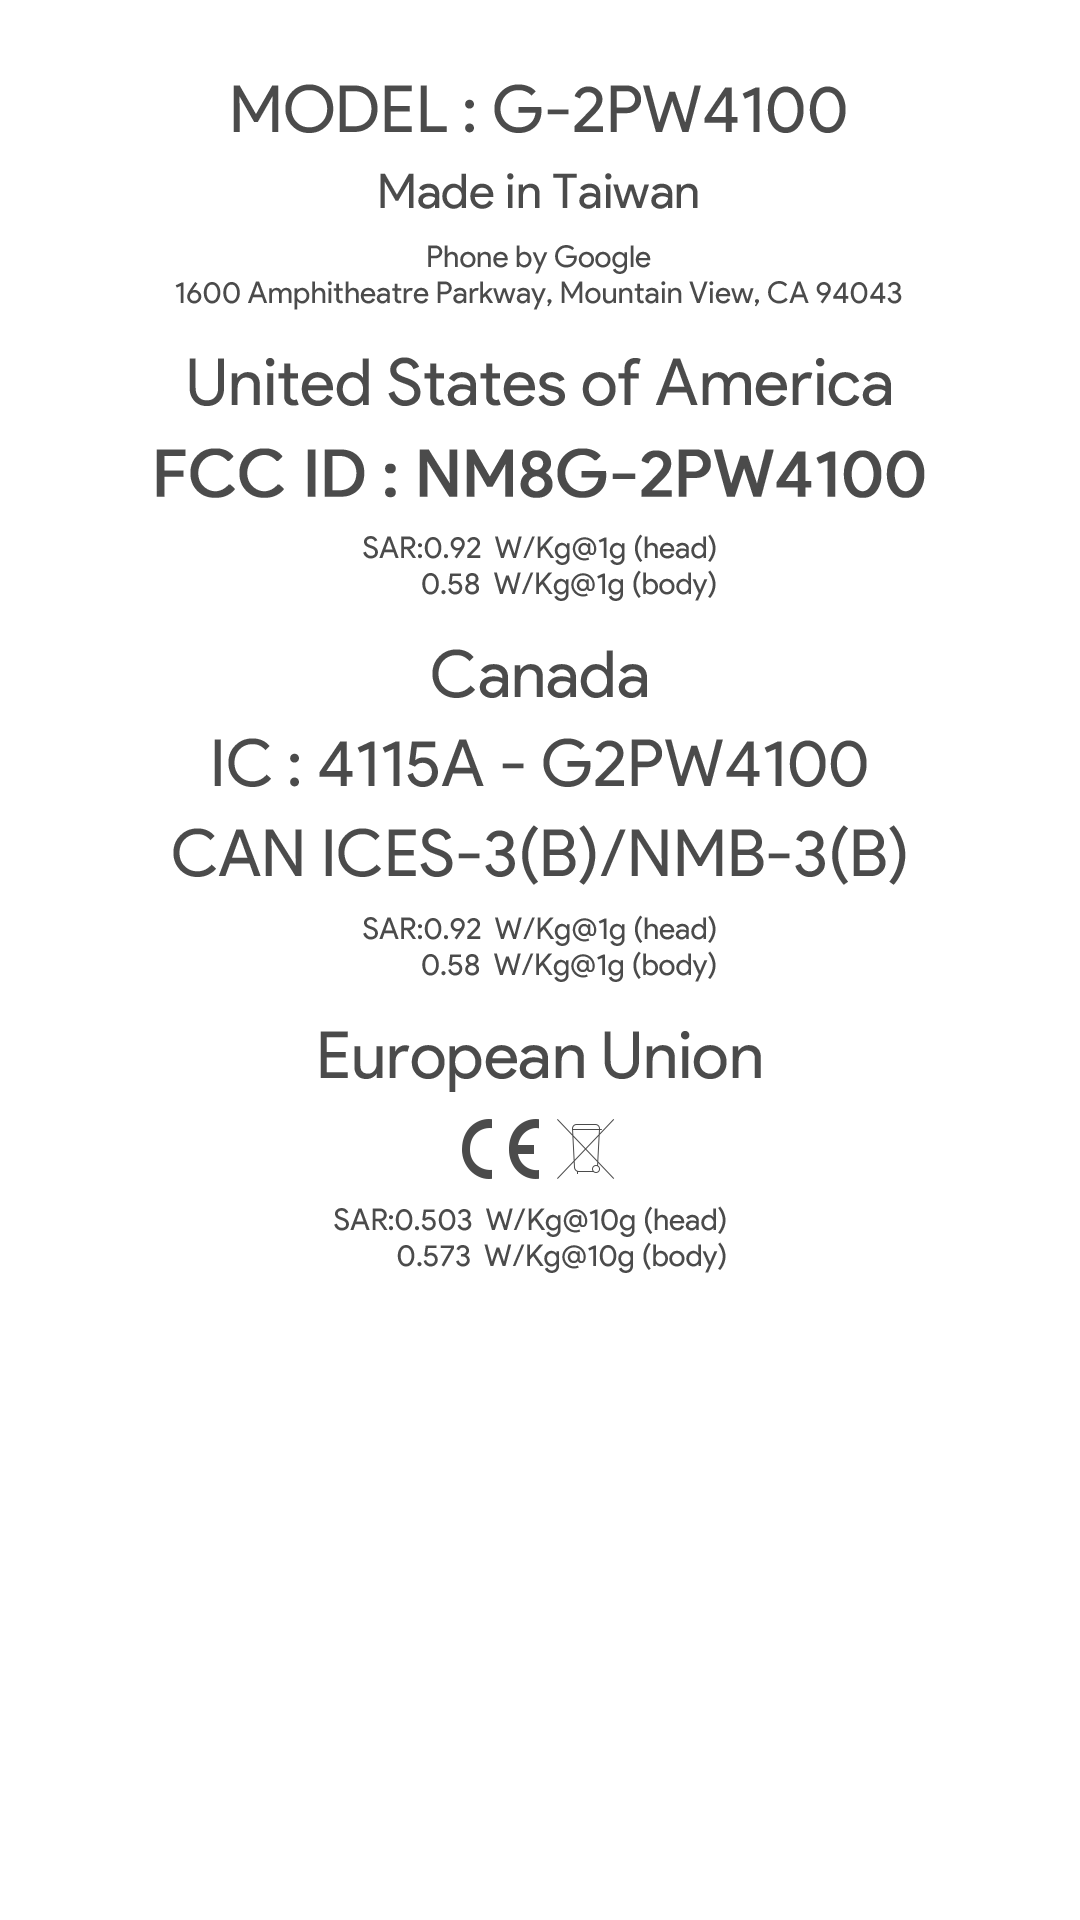 MODEL : G-2PW4100
Made in Taiwan
Phone by Google
1600 Amphitheatre Parkway, Mountain View, CA 94043
United States of America
FCC ID : NM8G-2PW4100
SAR:0.92 W/Kg@1g (head)
0.58 W/Kg@1g (body)
Canada
IC : 4115A - G2PW4100
CAN ICES-3(B)/NMB-3(B)
SAR:0.92 W/Kg@1g (head)
0.58 W/Kg@1g (body)
European Union
CE
SAR:0.503 W/Kg@10g (head)
0.573 W/Kg@10g (body)